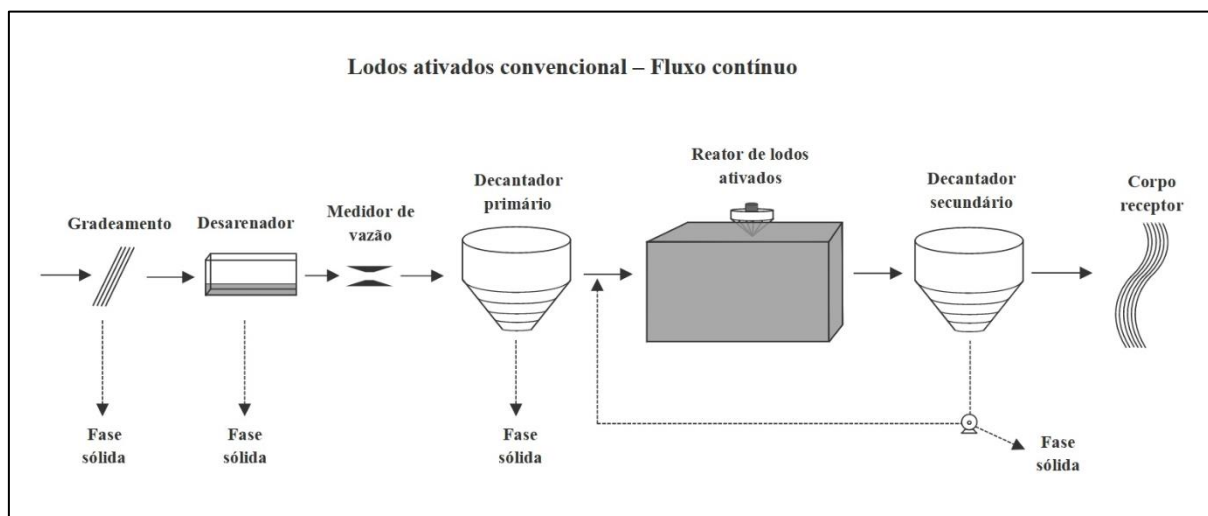 Lodos ativados convencional – Fluxo contínuo
Gradeamento
Desarenador
Medidor de
vazão
Decantador
primário
Reator de lodos
ativados
Decantador
secundário
Corpo
receptor
Fase
sólida
Fase
sólida
Fase
sólida
Fase
sólida